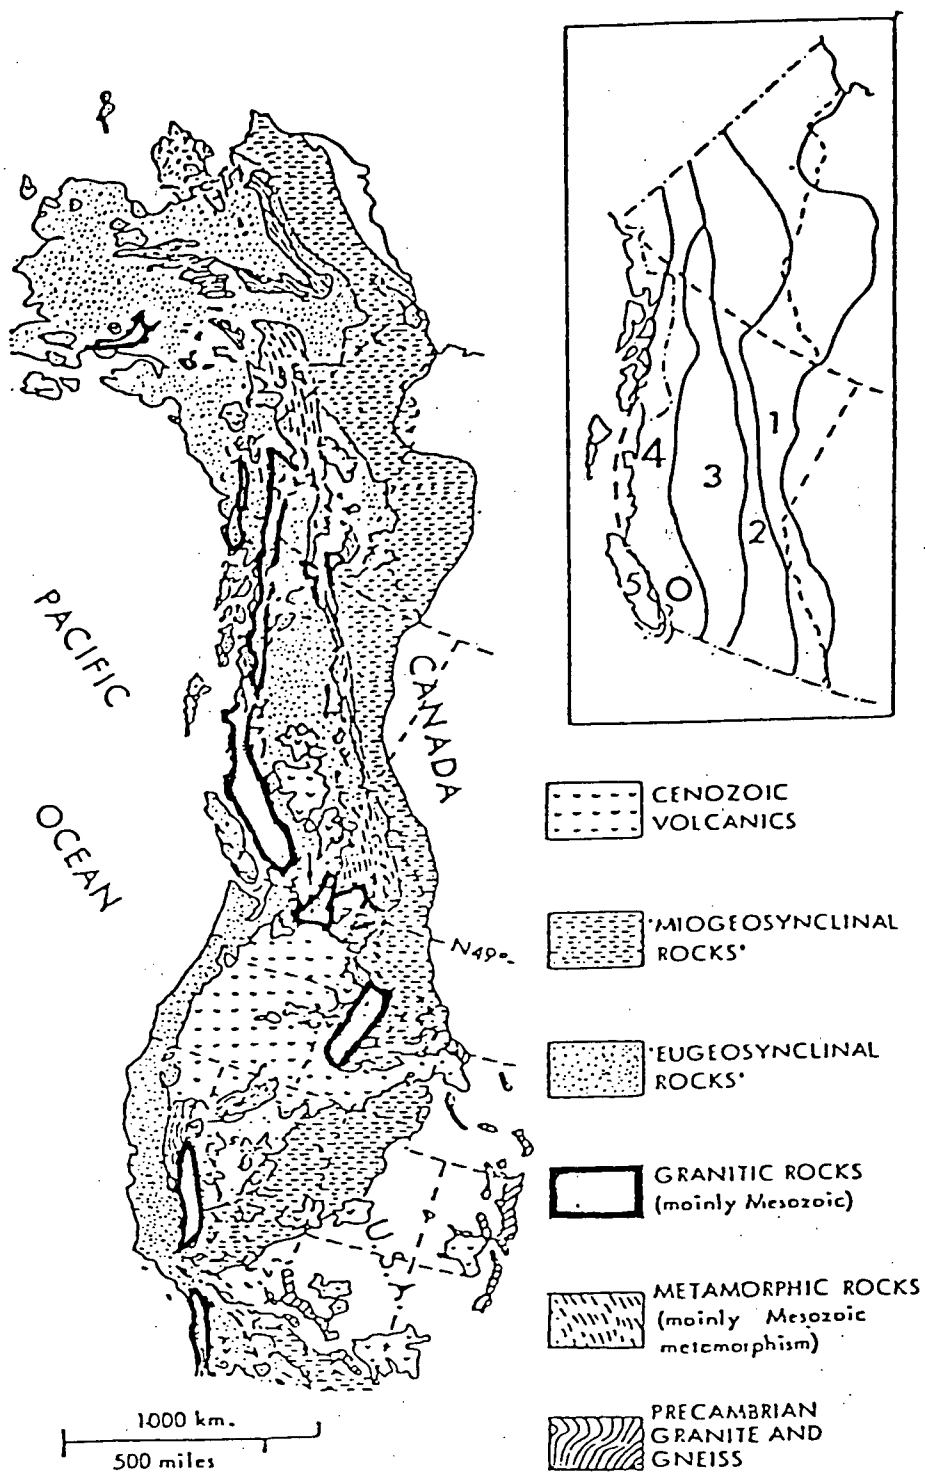 PACIFIC
OCEAN
CANADA
N49°
U S A
1
2
3
4
5
CENOZOIC
VOLCANICS
'MIOGEOSYNCLINAL
ROCKS'
'EUGEOSYNCLINAL
ROCKS'
GRANITIC ROCKS
(mainly Mesozoic)
METAMORPHIC ROCKS
(mainly Mesozoic
metamorphism)
PRECAMBRIAN
GRANITE AND
GNEISS
1000 km.
500 miles